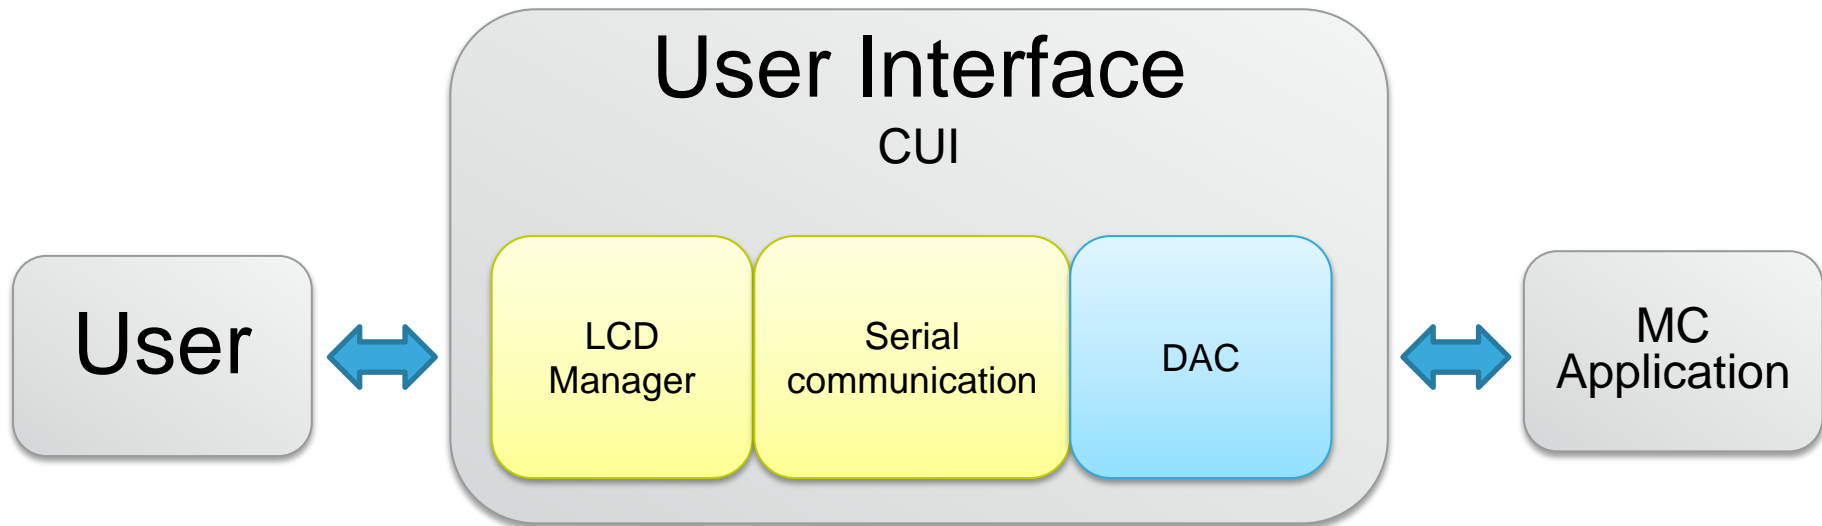 User Interface
CUI
User
LCD
Manager
Serial
communication
DAC
MC
Application